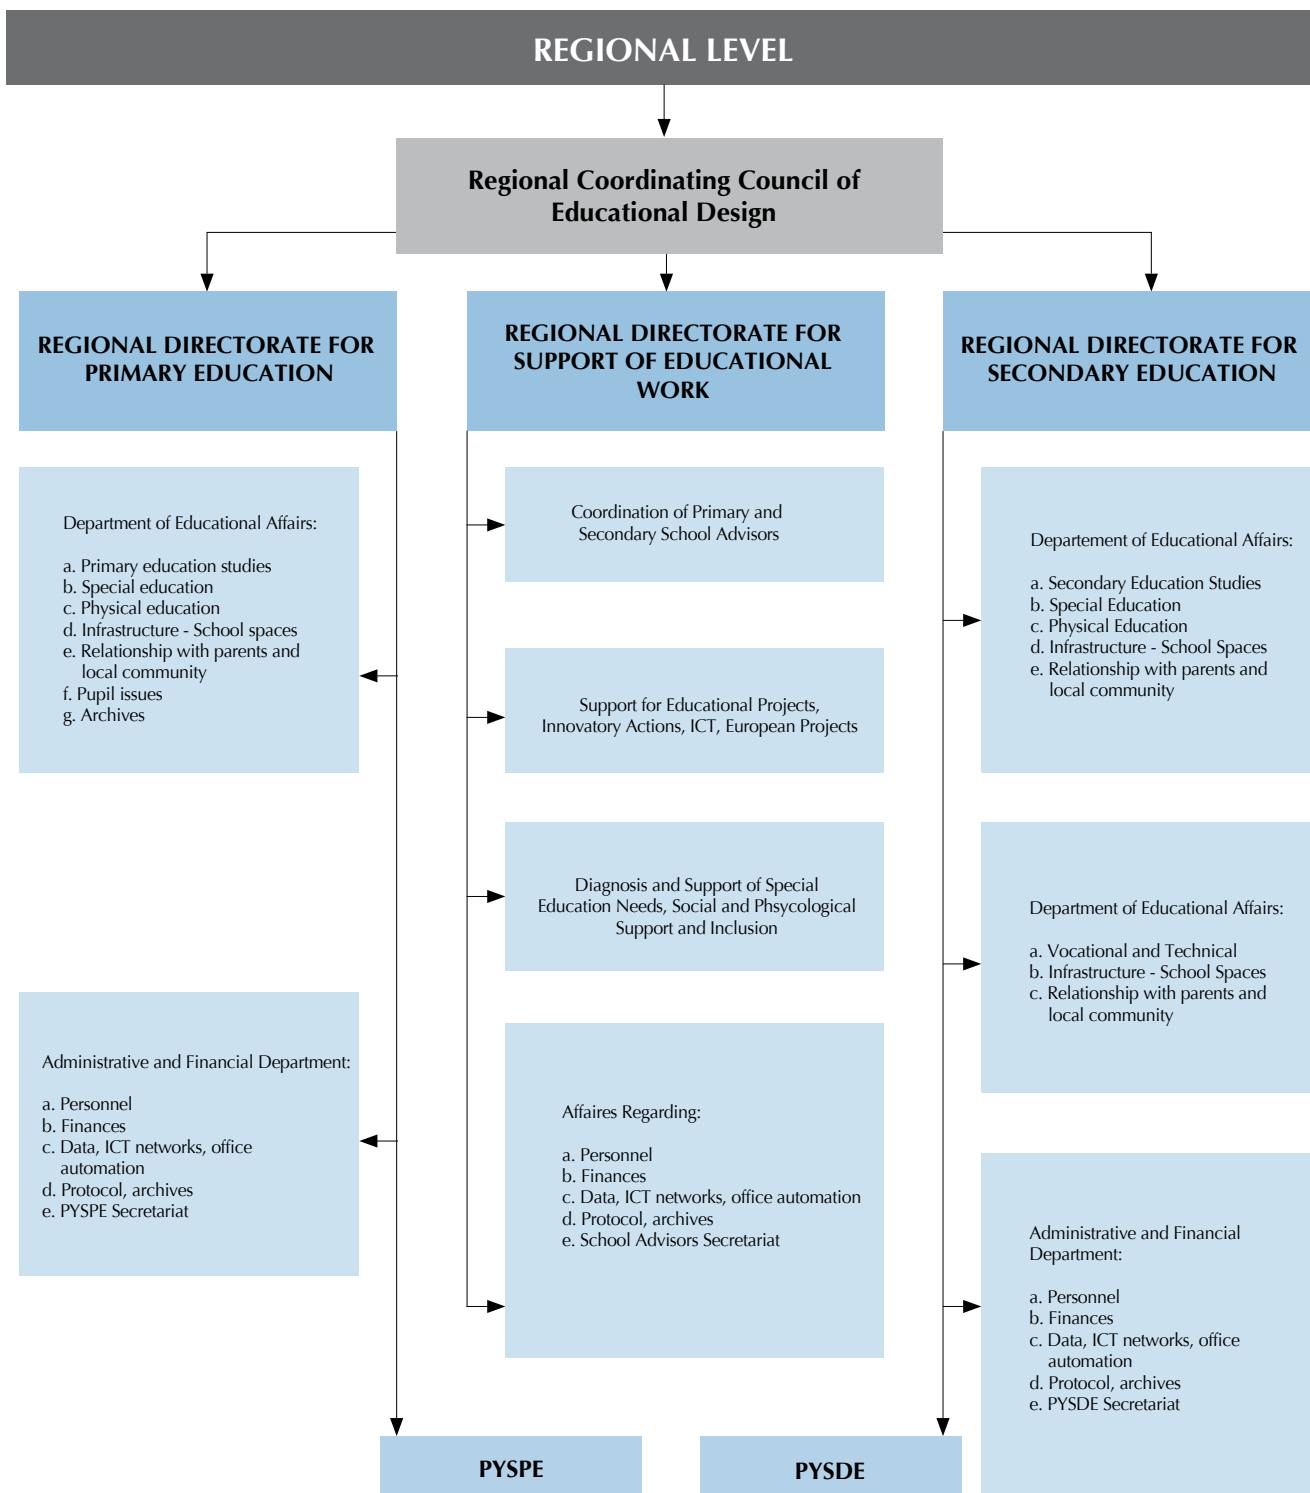 REGIONAL LEVEL
Regional Coordinating Council of
Educational Design
REGIONAL DIRECTORATE FOR
PRIMARY EDUCATION
Department of Educational Affairs:
a. Primary education studies
b. Special education
c. Physical education
d. Infrastructure - School spaces
e. Relationship with parents and
local community
f. Pupil issues
g. Archives
Administrative and Financial Department:
a. Personnel
b. Finances
c. Data, ICT networks, office
automation
d. Protocol, archives
e. PYSPE Secretariat
PYSPE
REGIONAL DIRECTORATE FOR
SUPPORT OF EDUCATIONAL
WORK
Coordination of Primary and
Secondary School Advisors
Support for Educational Projects,
Innovatory Actions, ICT, European Projects
Diagnosis and Support of Special
Education Needs, Social and Phsycological
Support and Inclusion
Affaires Regarding:
a. Personnel
b. Finances
c. Data, ICT networks, office automation
d. Protocol, archives
e. School Advisors Secretariat
REGIONAL DIRECTORATE FOR
SECONDARY EDUCATION
Departement of Educational Affairs:
a. Secondary Education Studies
b. Special Education
c. Physical Education
d. Infrastructure - School Spaces
e. Relationship with parents and
local community
Department of Educational Affairs:
a. Vocational and Technical
b. Infrastructure - School Spaces
c. Relationship with parents and
local community
Administrative and Financial
Department:
a. Personnel
b. Finances
c. Data, ICT networks, office
automation
d. Protocol, archives
e. PYSDE Secretariat
PYSDE